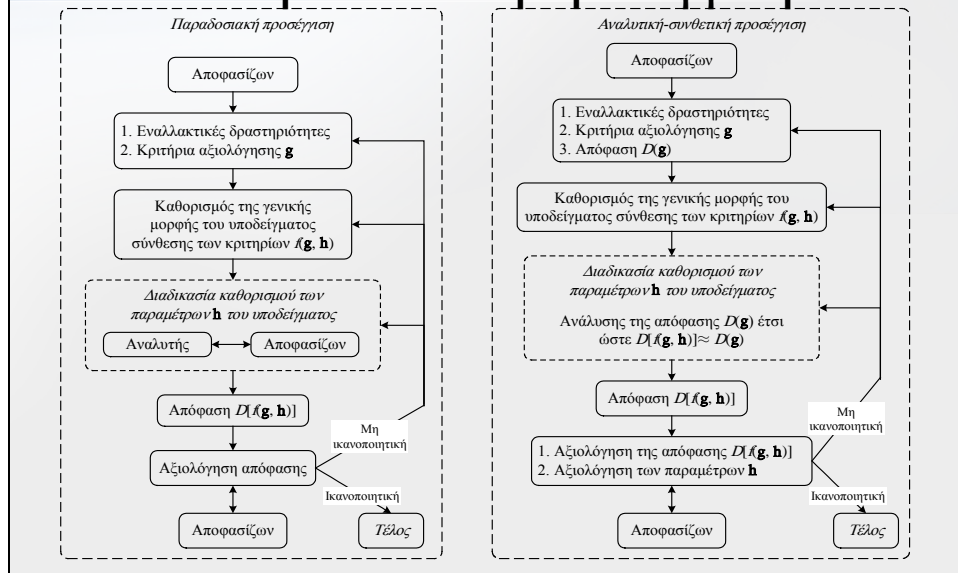 Παραδοσιακή προσέγγιση
Αποφασίζων
1. Εναλλακτικές δραστηριότητες
2. Κριτήρια αξιολόγησης g
Καθορισμός της γενικής
μορφής του υποδείγματος
σύνθεσης των κριτηρίων f(g, h)
Διαδικασία καθορισμού των
παραμέτρων h του υποδείγματος
Αναλυτής
Αποφασίζων
Απόφαση D[f(g, h)]
Μη
ικανοποιητική
Αξιολόγηση απόφασης
Ικανοποιητική
Αποφασίζων
Τέλος
Αναλυτική-συνθετική προσέγγιση
Αποφασίζων
1. Εναλλακτικές δραστηριότητες
2. Κριτήρια αξιολόγησης g
3. Απόφαση D(g)
Καθορισμός της γενικής μορφής του
υποδείγματος σύνθεσης των κριτηρίων f(g, h)
Διαδικασία καθορισμού των
παραμέτρων h του υποδείγματος
Ανάλυσης της απόφασης D(g) έτσι
ώστε D[f(g, h)]≈ D(g)
Απόφαση D[f(g, h)]
Μη
ικανοποιητική
1. Αξιολόγηση της απόφασης D[f(g, h)]
2. Αξιολόγηση των παραμέτρων h
Ικανοποιητική
Αποφασίζων
Τέλος